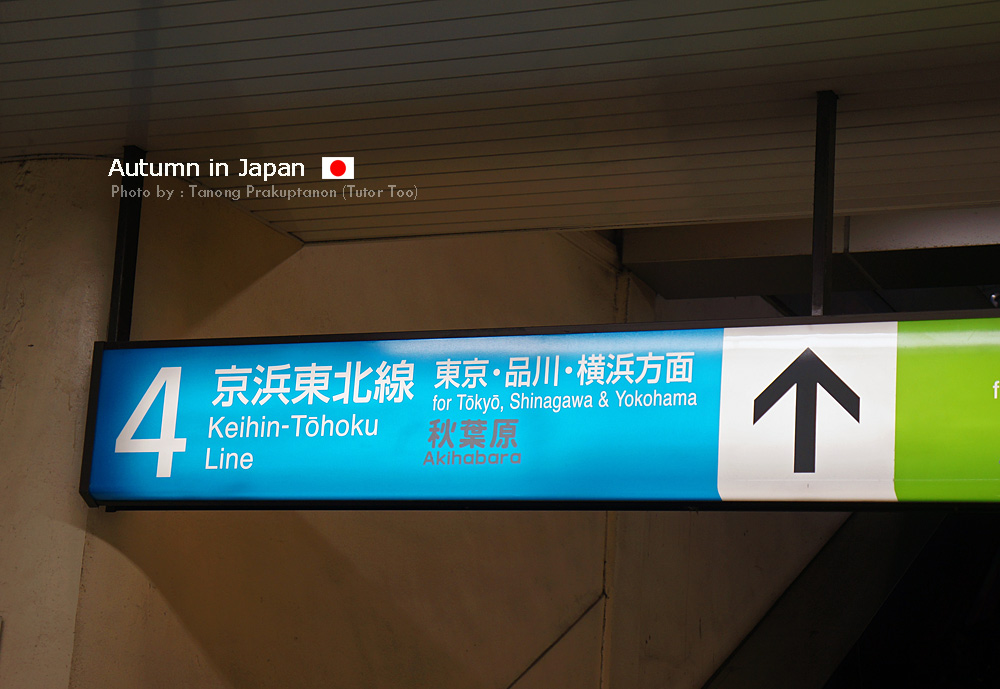 Autumn in Japan
Photo by : Tanong Prakuptanon (Tutor Too)
4
京浜東北線
Keihin-Tōhoku
Line
東京・品川・横浜方面
for Tōkyō, Shinagawa & Yokohama
秋葉原
Akihabara
f